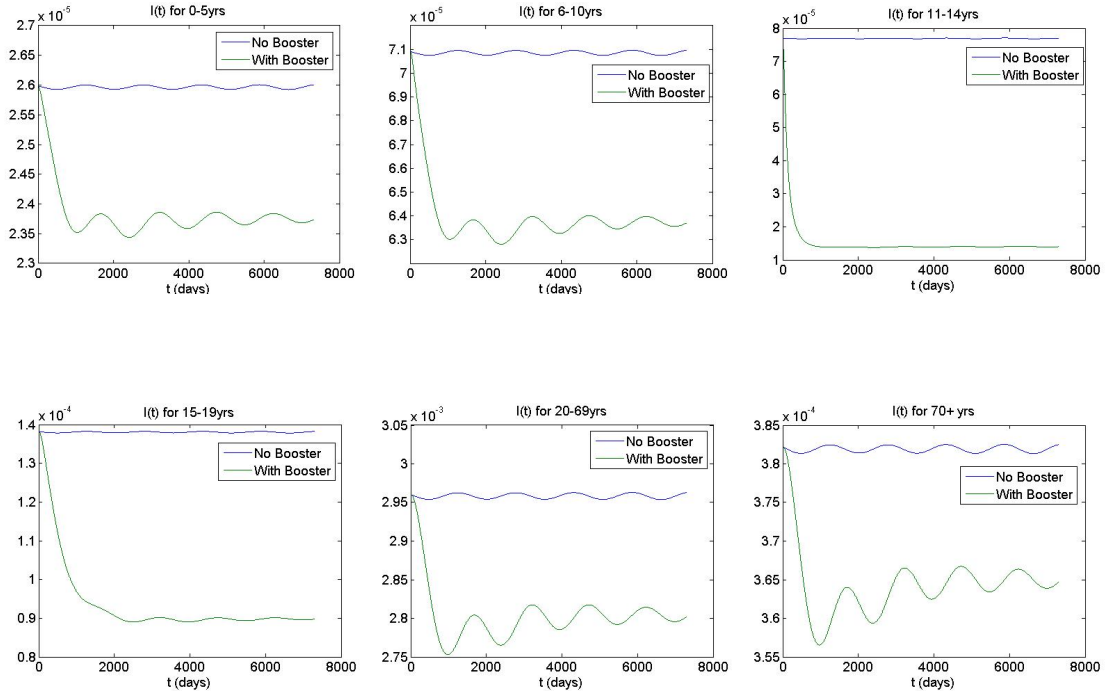 x 10⁻⁵
I(t) for 0-5yrs
2.7
2.65
2.6
2.55
2.5
2.45
2.4
2.35
2.3
No Booster
With Booster
0 2000 4000 6000 8000
t (days)
x 10⁻⁵
I(t) for 6-10yrs
7.1
7
6.9
6.8
6.7
6.6
6.5
6.4
6.3
No Booster
With Booster
0 2000 4000 6000 8000
t (days)
x 10⁻⁵
I(t) for 11-14yrs
8
7
6
5
4
3
2
1
No Booster
With Booster
0 2000 4000 6000 8000
t (days)
x 10⁻⁴
I(t) for 15-19yrs
1.4
1.3
1.2
1.1
1
0.9
0.8
No Booster
With Booster
0 2000 4000 6000 8000
t (days)
x 10⁻³
I(t) for 20-69yrs
3.05
3
2.95
2.9
2.85
2.8
2.75
No Booster
With Booster
0 2000 4000 6000 8000
t (days)
x 10⁻⁴
I(t) for 70+ yrs
3.85
3.8
3.75
3.7
3.65
3.6
3.55
No Booster
With Booster
0 2000 4000 6000 8000
t (days)